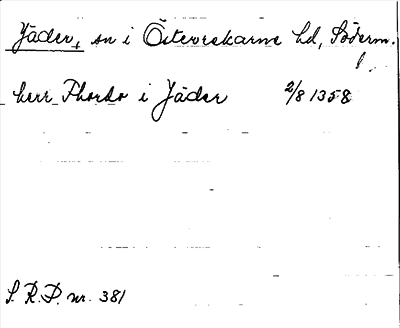 Jäder, sn i Österrekarne hd, Söderm. l.
herr Thordo i Jäder 2/8 1358
S.R.P. nr. 381